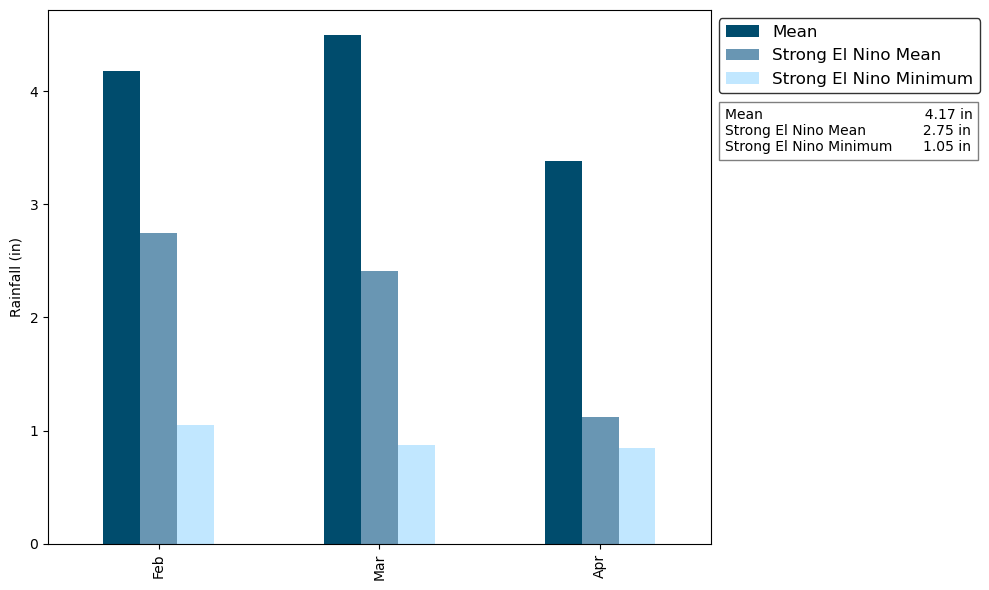 Mean
Strong El Nino Mean
Strong El Nino Minimum
Mean 4.17 in
Strong El Nino Mean 2.75 in
Strong El Nino Minimum 1.05 in
Rainfall (in)
4
3
2
1
0
Feb
Mar
Apr